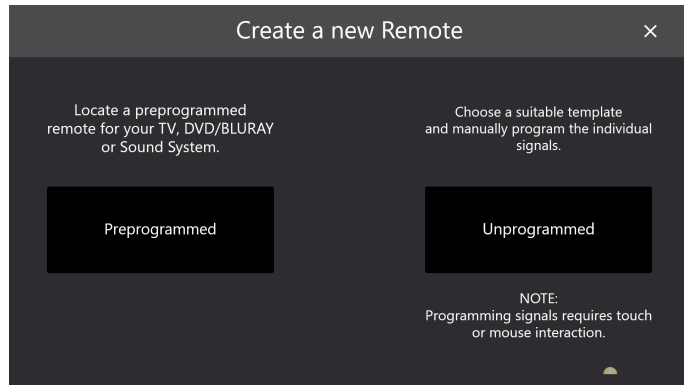 Create a new Remote
Locate a preprogrammed
remote for your TV, DVD/BLURAY
or Sound System.
Preprogrammed
Choose a suitable template
and manually program the individual
signals.
Unprogrammed
NOTE:
Programming signals requires touch
or mouse interaction.